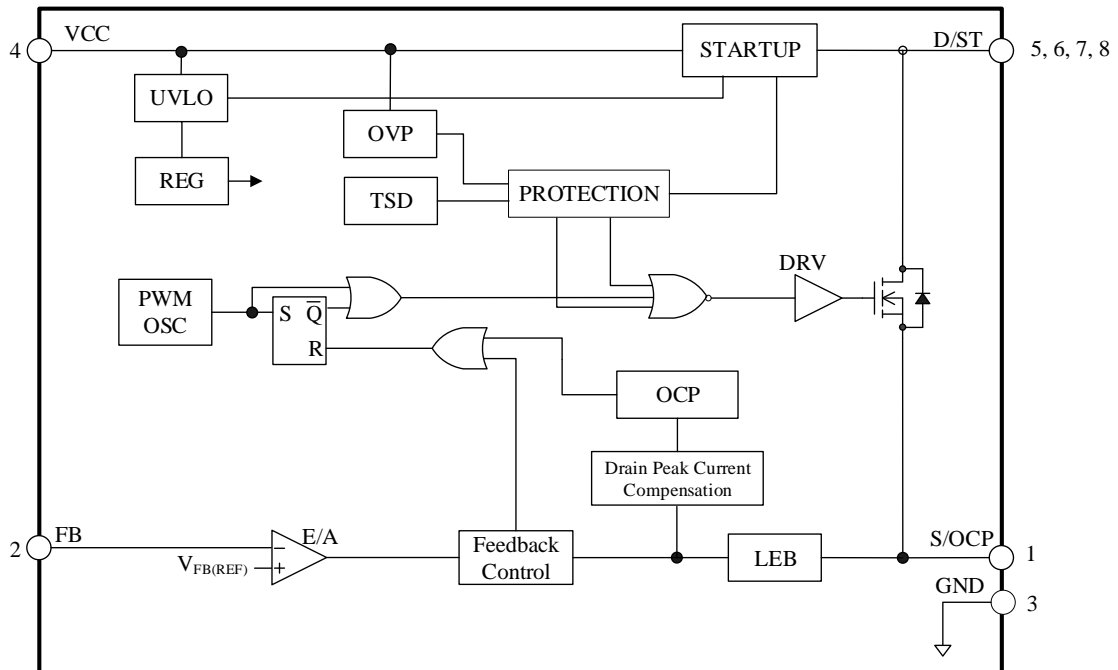 VCC
D/ST
4
STARTUP
5, 6, 7, 8
UVLO
OVP
REG
TSD
PROTECTION
DRV
PWM
OSC
S Q̅
R
OCP
Drain Peak Current
Compensation
FB
E/A
S/OCP
2
VFB(REF)
−
+
Feedback
Control
LEB
1
GND
3